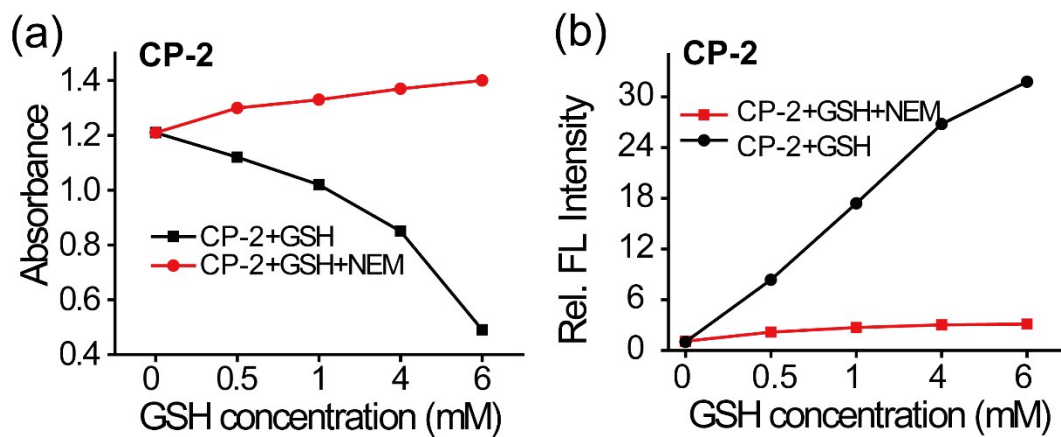 (a)
CP-2
1.4
1.2
1.0
0.8
0.6
0.4
Absorbance
CP-2+GSH
CP-2+GSH+NEM
0 0.5 1 4 6
GSH concentration (mM)
(b)
CP-2
30
24
18
12
6
0
Rel. FL Intensity
CP-2+GSH+NEM
CP-2+GSH
0 0.5 1 4 6
GSH concentration (mM)